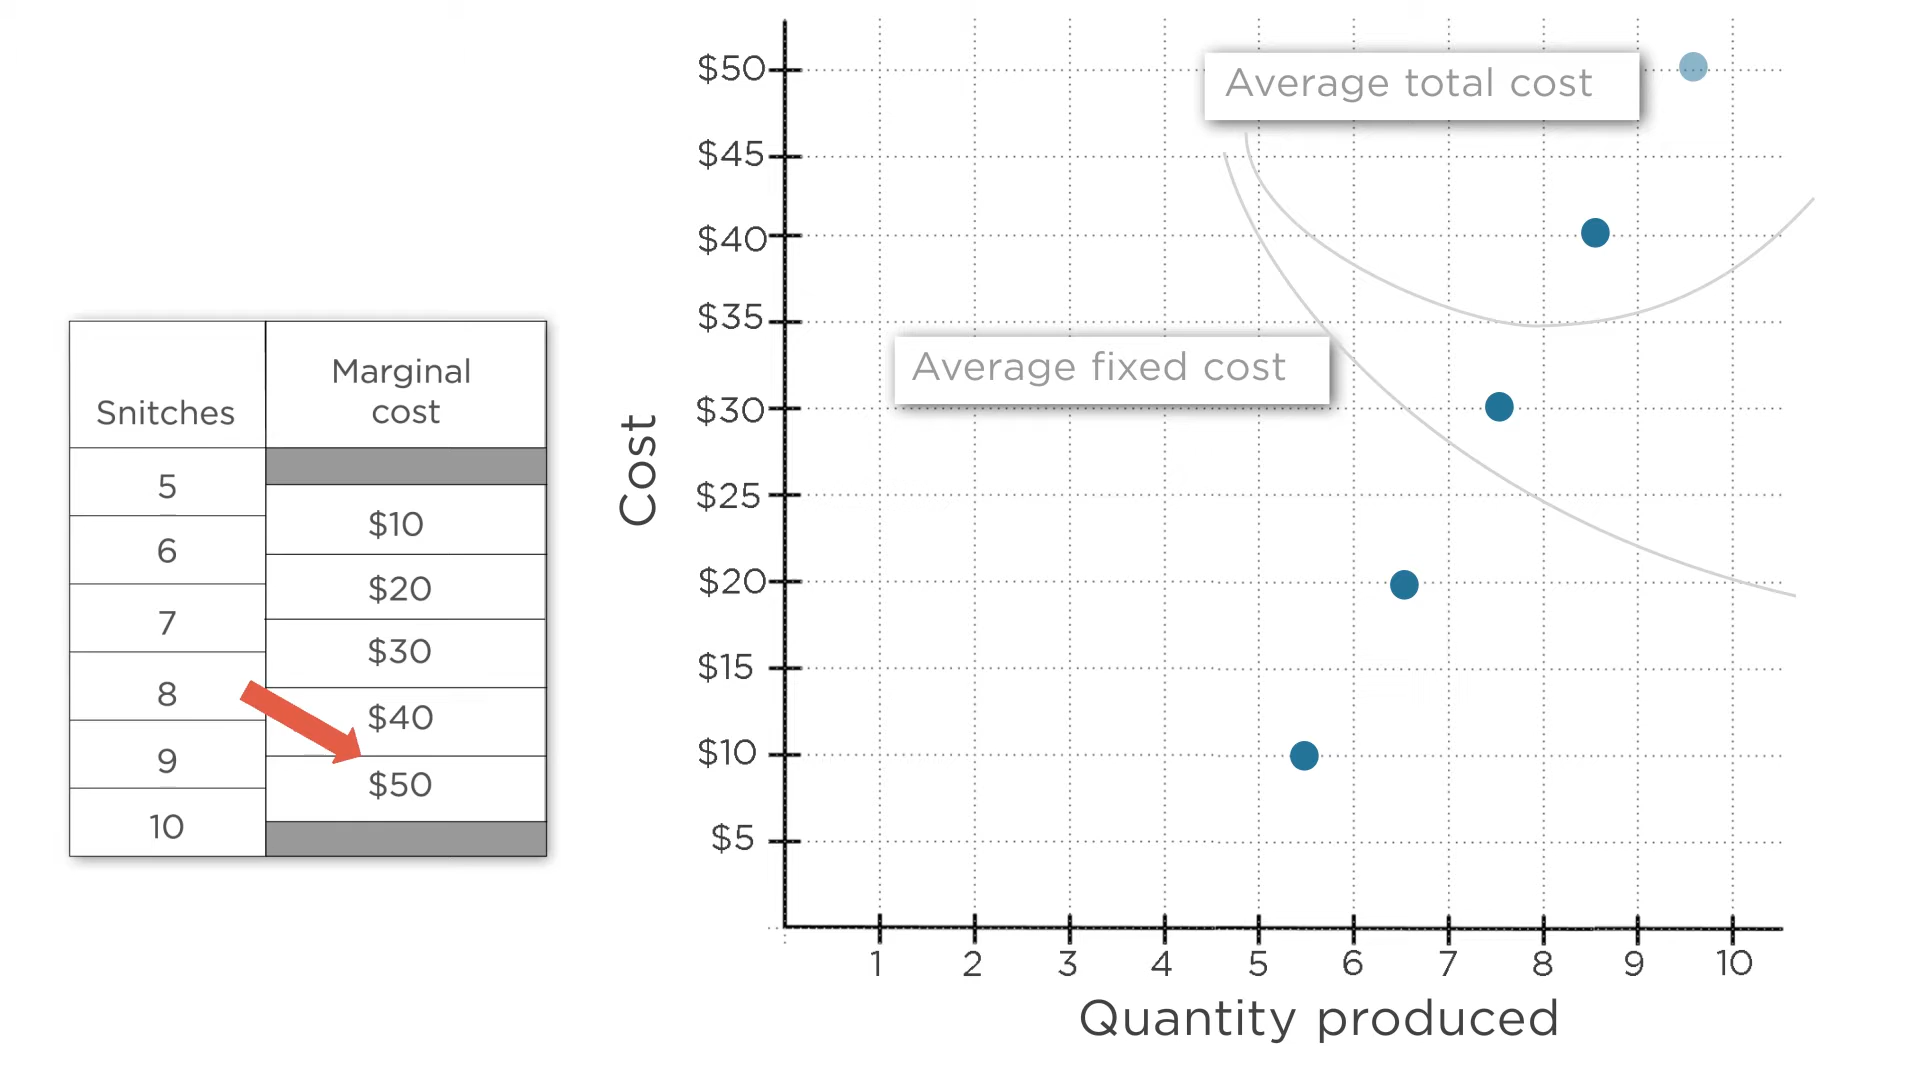 Snitches
Marginal
cost
5
6
7
8
9
10
$10
$20
$30
$40
$50
Cost
$50
$45
$40
$35
$30
$25
$20
$15
$10
$5
Average total cost
Average fixed cost
1 2 3 4 5 6 7 8 9 10
Quantity produced